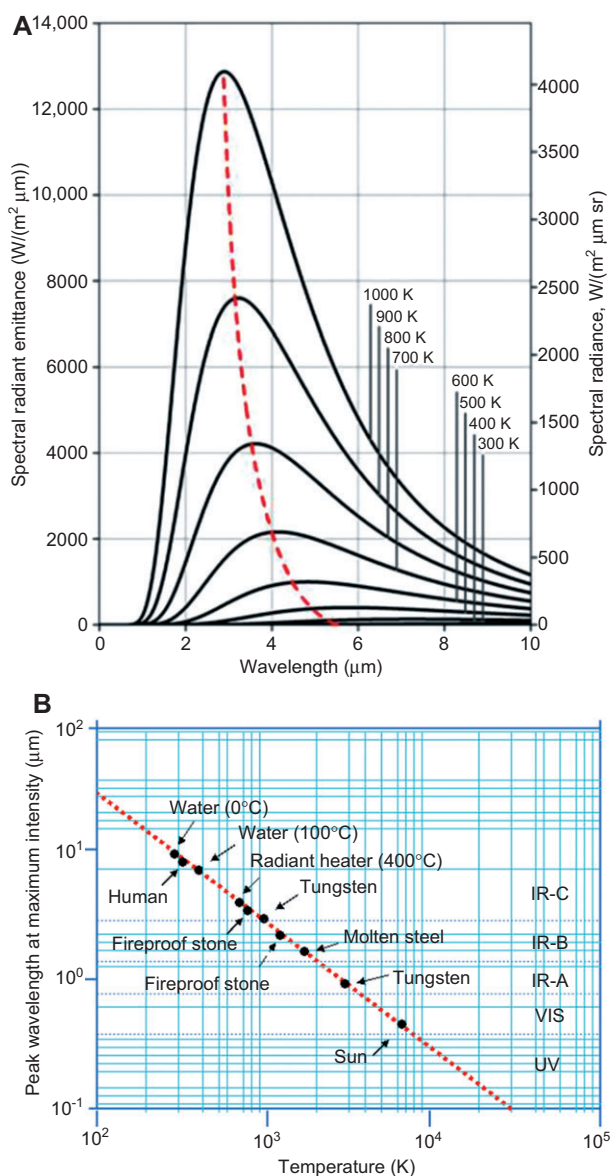 A
14,000
12,000
10,000
8000
6000
4000
2000
0
Spectral radiant emittance (W/(m² μm))
4000
3500
3000
2500
2000
1500
1000
500
0
Spectral radiance, W/(m² μm sr)
1000 K
900 K
800 K
700 K
600 K
500 K
400 K
300 K
0 2 4 6 8 10
Wavelength (μm)
B
10²
10¹
10⁰
10⁻¹
Peak wavelength at maximum intensity (μm)
Water (0°C)
Water (100°C)
Radiant heater (400°C)
Human
Tungsten
Fireproof stone
Molten steel
Fireproof stone
Tungsten
Sun
IR-C
IR-B
IR-A
VIS
UV
10² 10³ 10⁴ 10⁵
Temperature (K)